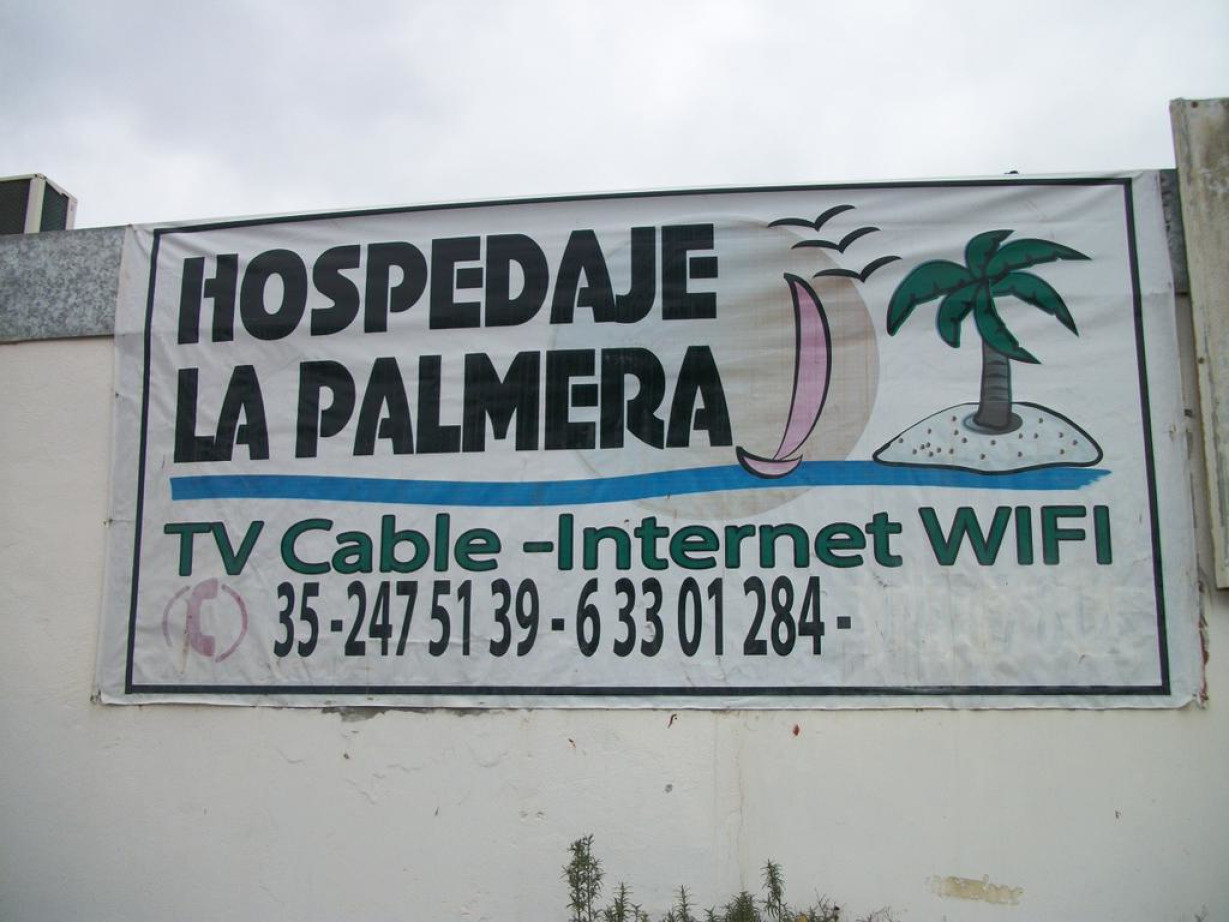 HOSPEDAJE
LA PALMERA
TV Cable -Internet WIFI
35 -247 51 39 - 6 33 01 284 -